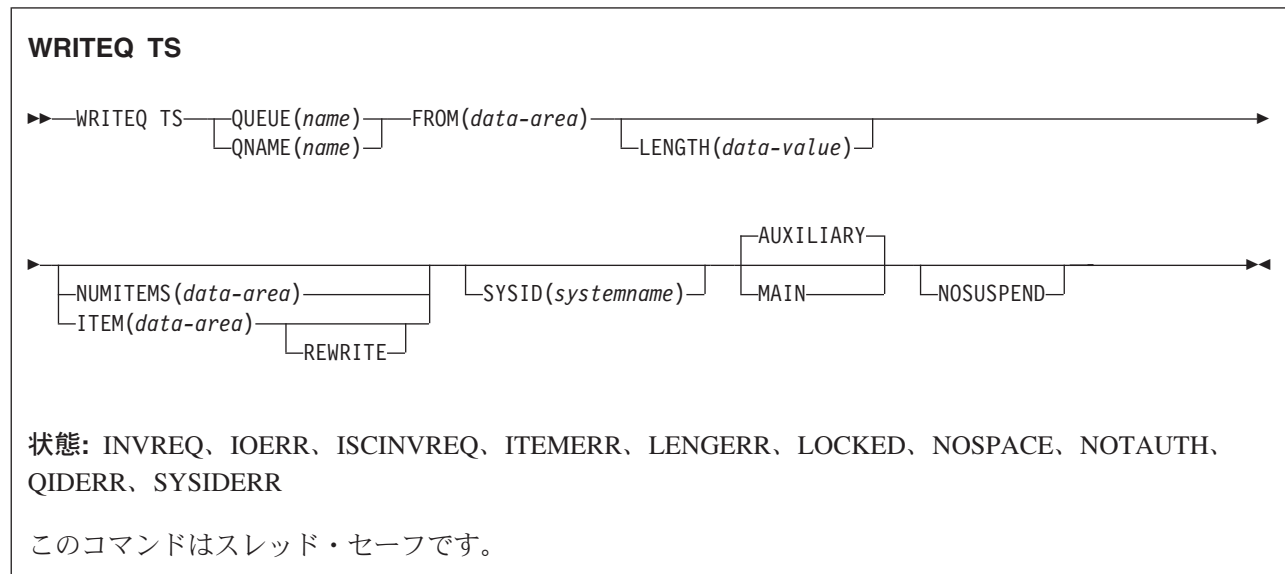 WRITEQ TS
WRITEQ TS QUEUE(name) FROM(data-area)
QNAME(name) LENGTH(data-value)
AUXILIARY
NUMITEMS(data-area) SYSID(systemname) MAIN NOSUSPEND
ITEM(data-area)
REWRITE
状態: INVREQ、IOERR、ISCINVREQ、ITEMERR、LENGERR、LOCKED、NOSPACE、NOTAUTH、
QIDERR、SYSIDERR
このコマンドはスレッド・セーフです。